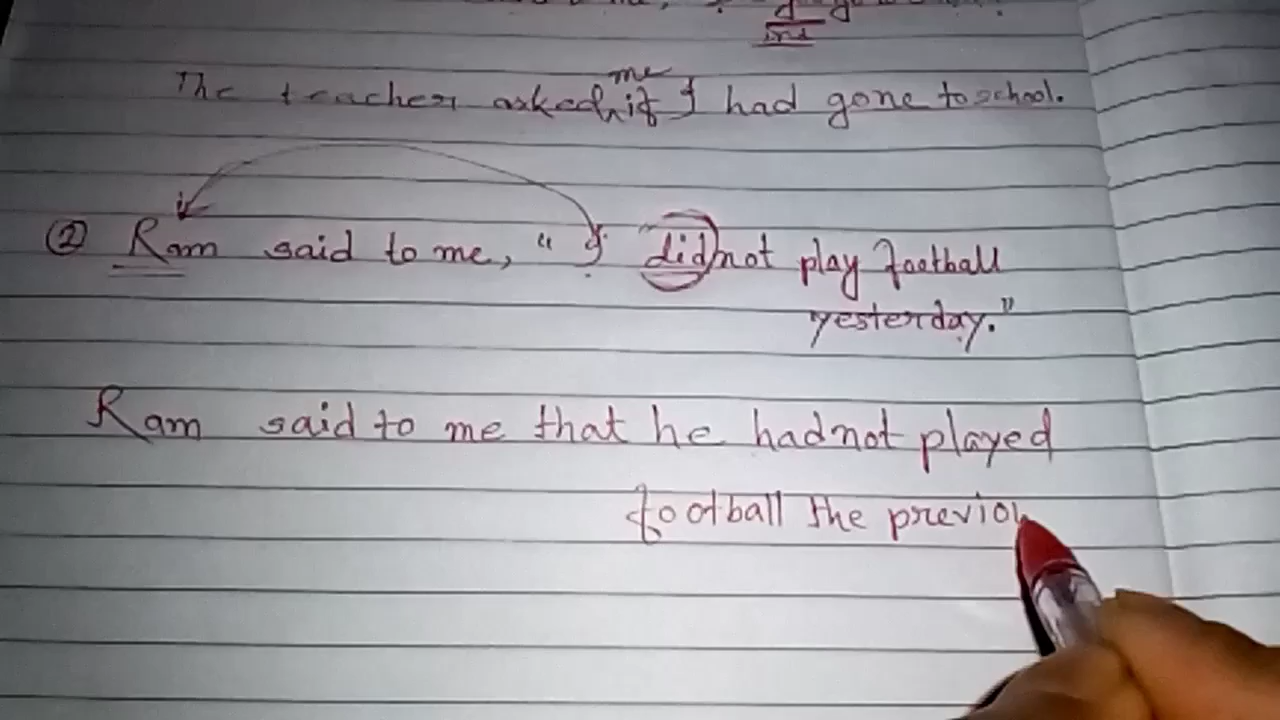 me
The teacher asked if I had gone to school.
② Ram said to me, " I did not play football
yesterday."
Ram said to me that he had not played
football the previou